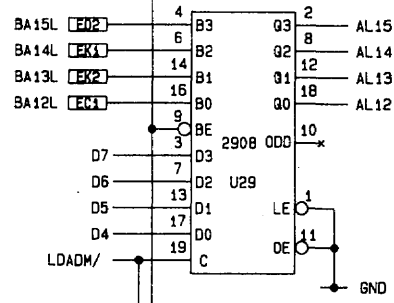 4 2
BA15L ED2 B3 Q3 AL15
6 8
BA14L EK1 B2 Q2 AL14
14 12
BA13L EK2 B1 Q1 AL13
16 18
BA12L EC1 B0 Q0 AL12
9
BE
3 2908 ODD 10
D7 D3
7
D6 D2 U29
13 1
D5 D1 LE
17
D4 D0 11
19 OE
LDADM/ C
GND